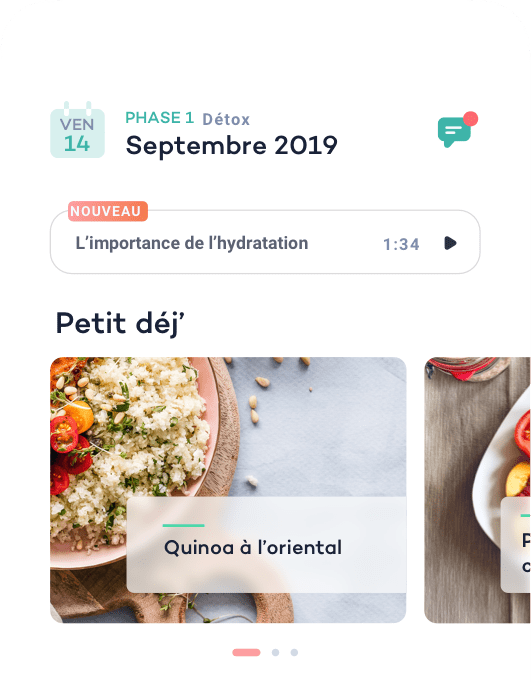 VEN
14
PHASE 1 Détox
Septembre 2019
NOUVEAU
L’importance de l’hydratation 1:34
Petit déj’
Quinoa à l’oriental